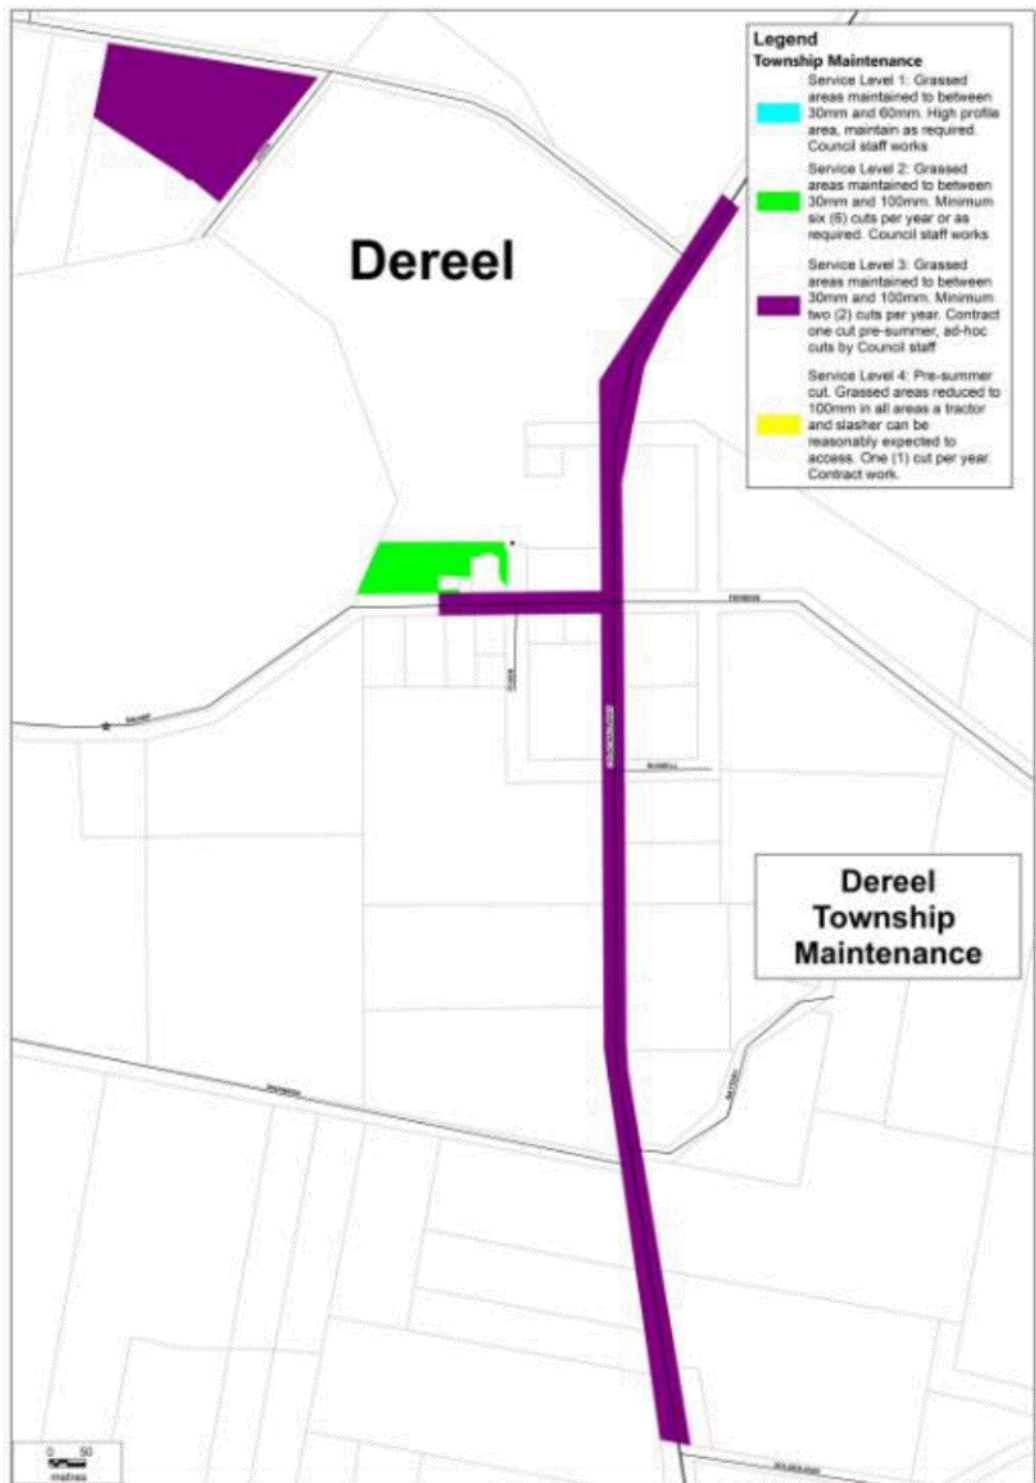 Legend
Township Maintenance
Service Level 1: Grassed
areas maintained to between
30mm and 60mm. High profile
area, maintain as required.
Council staff works
Service Level 2: Grassed
areas maintained to between
30mm and 100mm. Minimum
six (6) cuts per year or as
required. Council staff works
Service Level 3: Grassed
areas maintained to between
30mm and 100mm. Minimum
two (2) cuts per year. Contract
one cut pre-summer, ad-hoc
cuts by Council staff
Service Level 4: Pre-summer
cut. Grassed areas reduced to
100mm in all areas a tractor
and slasher can be
reasonably expected to
access. One (1) cut per year.
Contract work.
Dereel
RUSSELL
Dereel
Township
Maintenance
0 50
metres